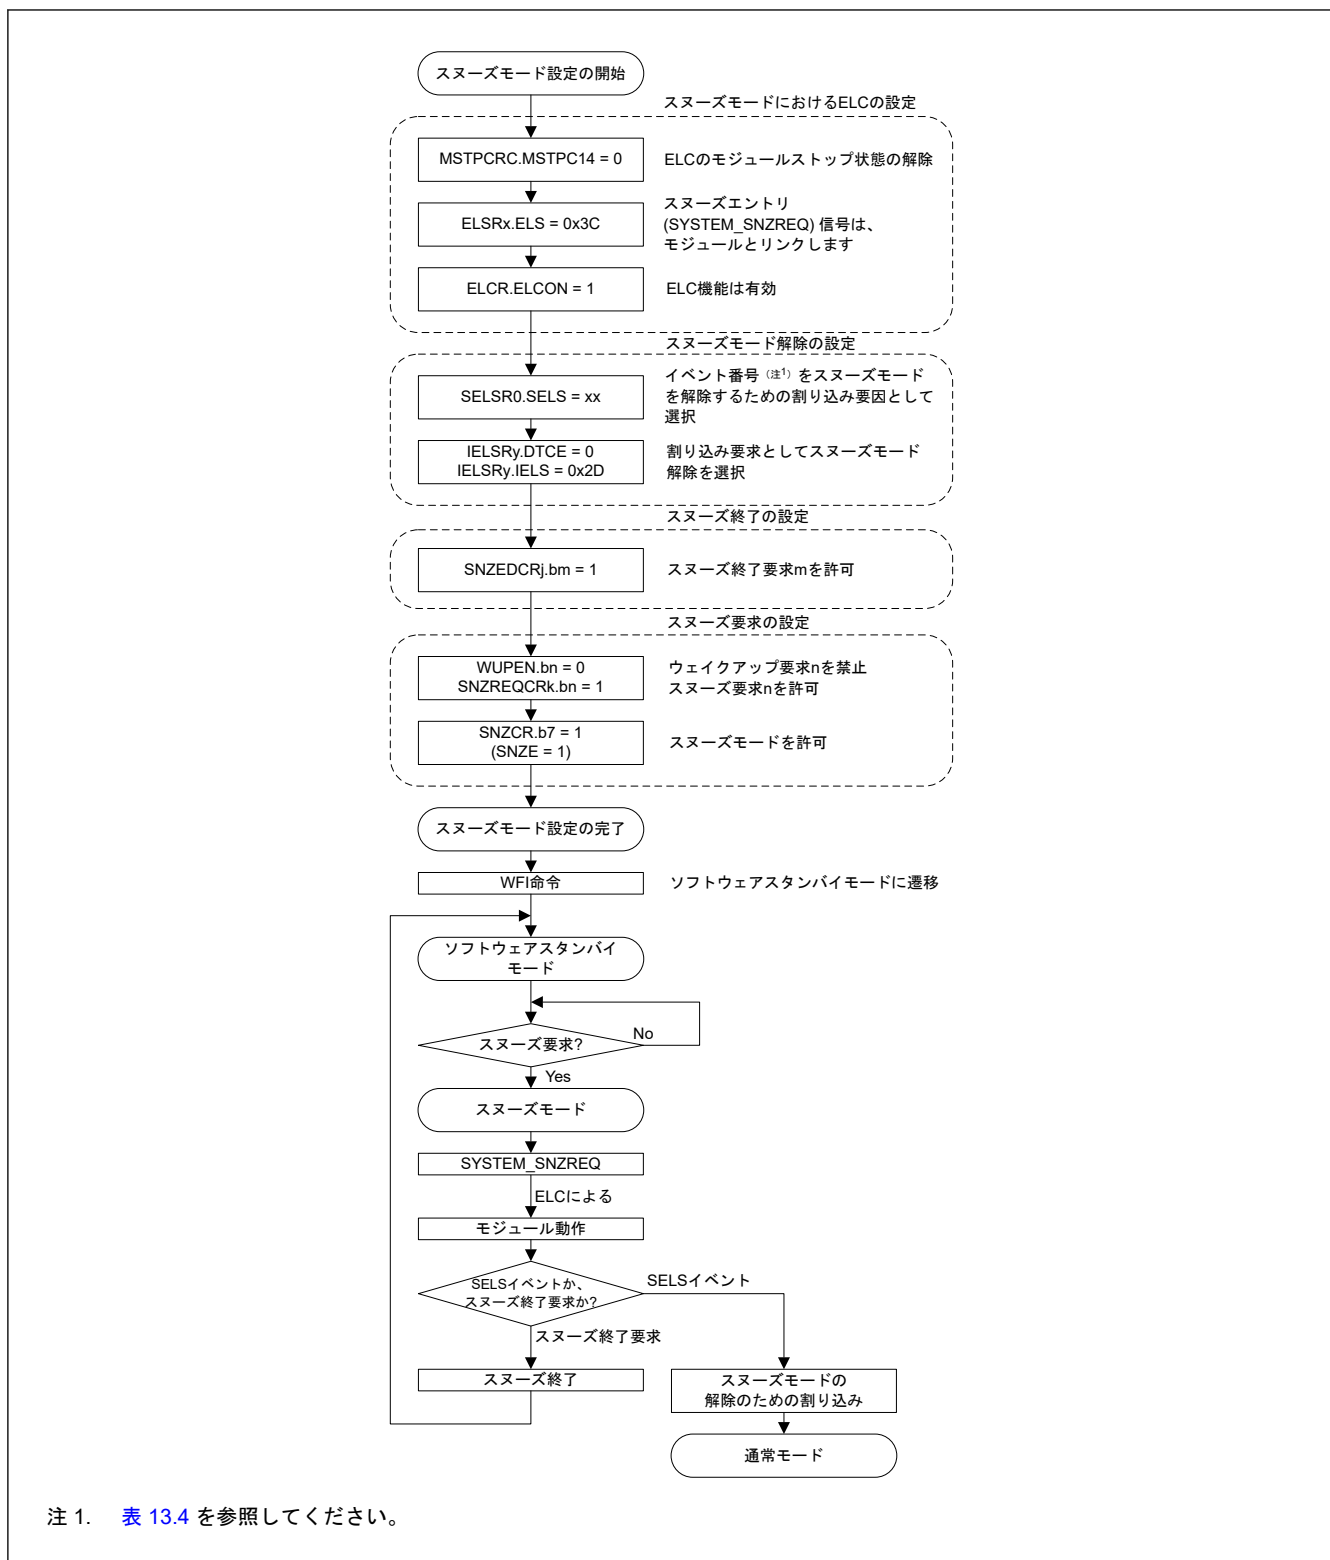 スヌーズモード設定の開始
スヌーズモードにおけるELCの設定
MSTPCRC.MSTPC14 = 0
ELCのモジュールストップ状態の解除
ELSRx.ELS = 0x3C
スヌーズエントリ
(SYSTEM_SNZREQ) 信号は、
モジュールとリンクします
ELCR.ELCON = 1
ELC機能は有効
スヌーズモード解除の設定
SELSR0.SELS = xx
イベント番号（注1）をスヌーズモード
を解除するための割り込み要因として
選択
IELSRy.DTCE = 0
IELSRy.IELS = 0x2D
割り込み要求としてスヌーズモード
解除を選択
スヌーズ終了の設定
SNZEDCRj.bm = 1
スヌーズ終了要求mを許可
スヌーズ要求の設定
WUPEN.bn = 0
SNZREQCRk.bn = 1
ウェイクアップ要求nを禁止
スヌーズ要求nを許可
SNZCR.b7 = 1
(SNZE = 1)
スヌーズモードを許可
スヌーズモード設定の完了
WFI命令
ソフトウェアスタンバイモードに遷移
ソフトウェアスタンバイ
モード
スヌーズ要求?
No
Yes
スヌーズモード
SYSTEM_SNZREQ
ELCによる
モジュール動作
SELSイベントか、
スヌーズ終了要求か?
SELSイベント
スヌーズ終了要求
スヌーズ終了
スヌーズモードの
解除のための割り込み
通常モード
注 1. 表 13.4 を参照してください。